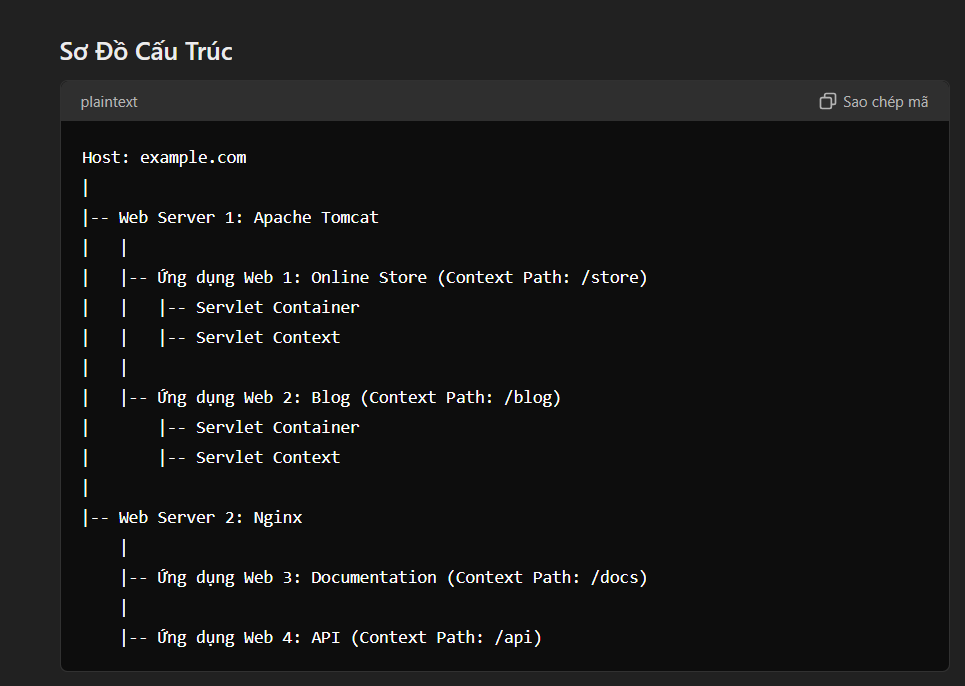 Sơ Đồ Cấu Trúc
plaintext
Sao chép mã
Host: example.com
|
|-- Web Server 1: Apache Tomcat
|   |
|   |-- Ứng dụng Web 1: Online Store (Context Path: /store)
|   |   |-- Servlet Container
|   |   |-- Servlet Context
|   |
|   |-- Ứng dụng Web 2: Blog (Context Path: /blog)
|       |-- Servlet Container
|       |-- Servlet Context
|
|-- Web Server 2: Nginx
    |
    |-- Ứng dụng Web 3: Documentation (Context Path: /docs)
    |
    |-- Ứng dụng Web 4: API (Context Path: /api)